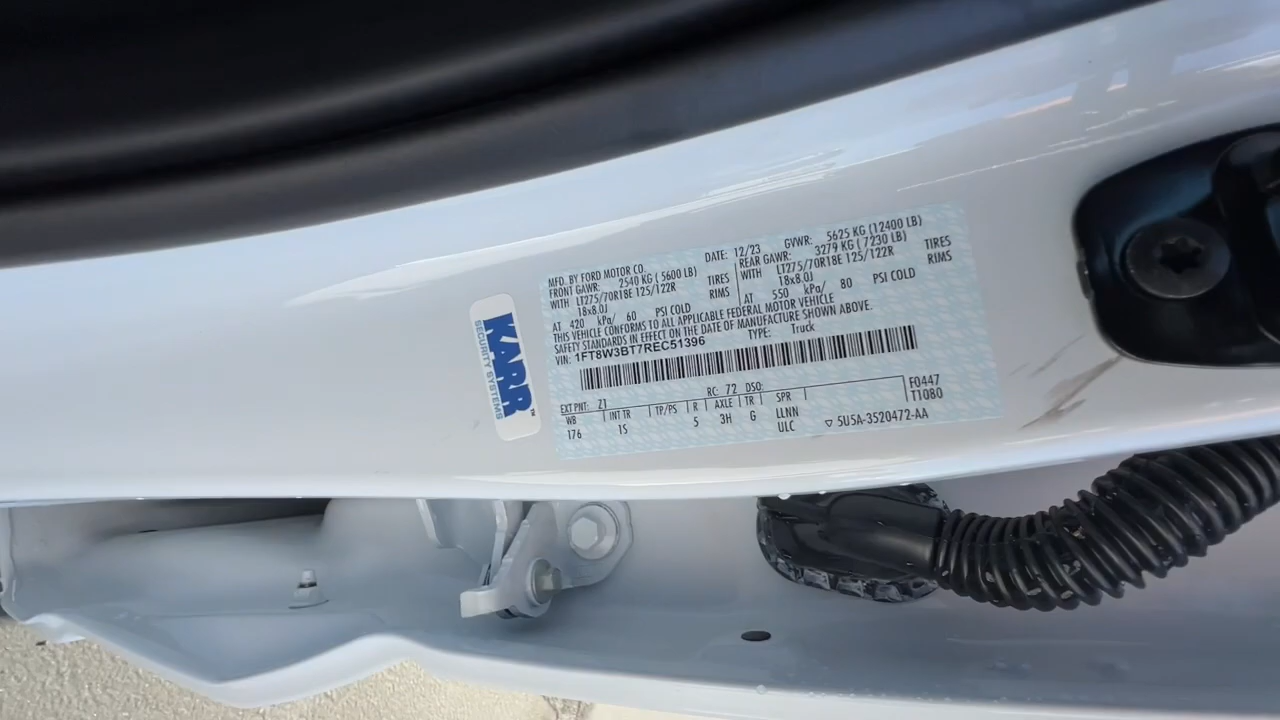 KARR™
SECURITY SYSTEMS
MFD. BY FORD MOTOR CO.
DATE: 12/23 GVWR: 5625 KG (12400 LB)
FRONT GAWR: 2540 KG ( 5600 LB) REAR GAWR: 3279 KG ( 7230 LB)
WITH LT275/70R18E 125/122R TIRES WITH LT275/70R18E 125/122R TIRES
18x8.0J RIMS 18x8.0J RIMS
AT 420 kPa/ 60 PSI COLD AT 550 kPa/ 80 PSI COLD
THIS VEHICLE CONFORMS TO ALL APPLICABLE FEDERAL MOTOR VEHICLE
SAFETY STANDARDS IN EFFECT ON THE DATE OF MANUFACTURE SHOWN ABOVE.
VIN: 1FT8W3BT7REC51396 TYPE: Truck
EXT PNT: Z1 RC: 72 DSO: F0447
WB INT TR TP/PS R AXLE TR SPR T1080
176 1S 5 3H G LLNN
ULC ▽ 5U5A-3520472-AA